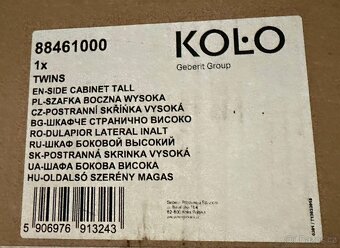 88461000
1x
TWINS
KOŁO
Geberit Group
EN-SIDE CABINET TALL
PL-SZAFKA BOCZNA WYSOKA
CZ-POSTRANNÍ SKŘÍŇKA VYSOKÁ
BG-ШКАФЧЕ СТРАНИЧНО ВИСОКО
RO-DULAPIOR LATERAL INALT
RU-ШКАФ БОКОВОЙ ВЫСОКИЙ
SK-POSTRANNÁ SKRINKA VYSOKÁ
UA-ШАФА БОКОВА ВИСОКА
HU-OLDALSÓ SZERÉNY MAGAS
5 906976 913243